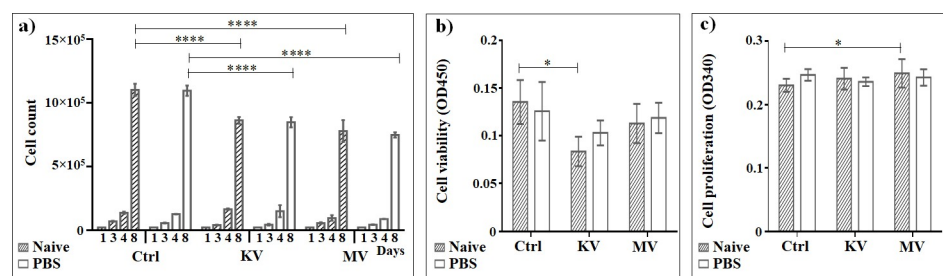 a)
****
****
****
****
15×10⁵
10×10⁵
5×10⁵
0
Cell count
1 3 4 8 1 3 4 8 1 3 4 8 1 3 4 8 1 3 4 8 1 3 4 8
Days
Ctrl KV MV
Naive
PBS
b)
*
0.2
0.15
0.1
0.05
0
Cell viability (OD450)
Ctrl KV MV
Naive
PBS
c)
*
0.3
0.2
0.1
0
Cell proliferation (OD340)
Ctrl KV MV
Naive
PBS